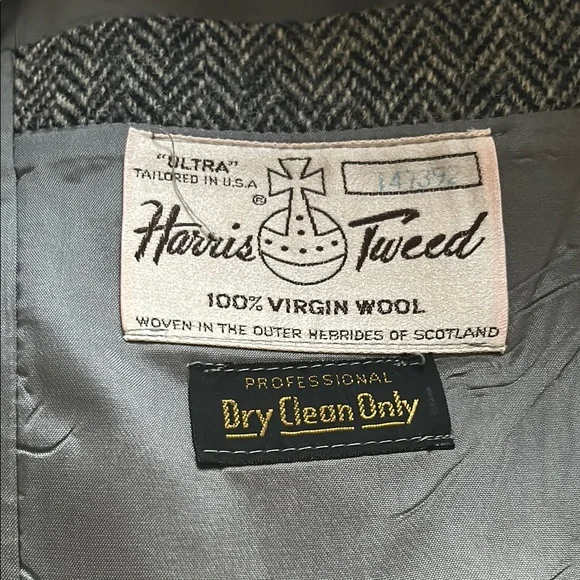 "ULTRA"
TAILORED IN U.S.A
®
Harris Tweed
100% VIRGIN WOOL
WOVEN IN THE OUTER HEBRIDES OF SCOTLAND
PROFESSIONAL
Dry Clean Only